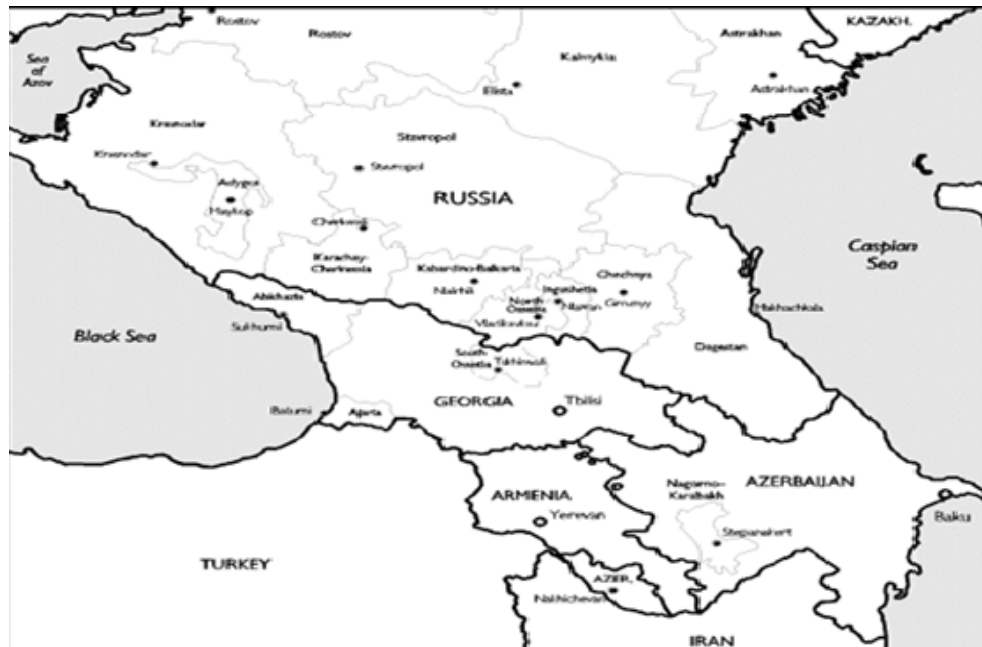 Rostov
Rostov
Astrakhan
KAZAKH.
Sea
of
Azov
Kalmykia
Elista
Astrakhan
Krasnodar
Stavropol
Krasnodar
Stavropol
Adygea
Maykop
RUSSIA
Cherkessk
Karachay-
Cherkessia
Kabardino-Balkaria
Nalchik
Ingushetia
Chechnya
North
Ossetia
Nazran
Grozny
Vladikavkaz
Caspian
Sea
Makhachkala
Abkhazia
Sukhumi
Black Sea
South
Ossetia
Tskhinvali
Dagestan
GEORGIA
Tbilisi
Batumi
Ajaria
ARMENIA
Yerevan
Nagorno-
Karabakh
AZERBAIJAN
Stepanakert
Baku
TURKEY
AZER.
Nakhichevan
IRAN